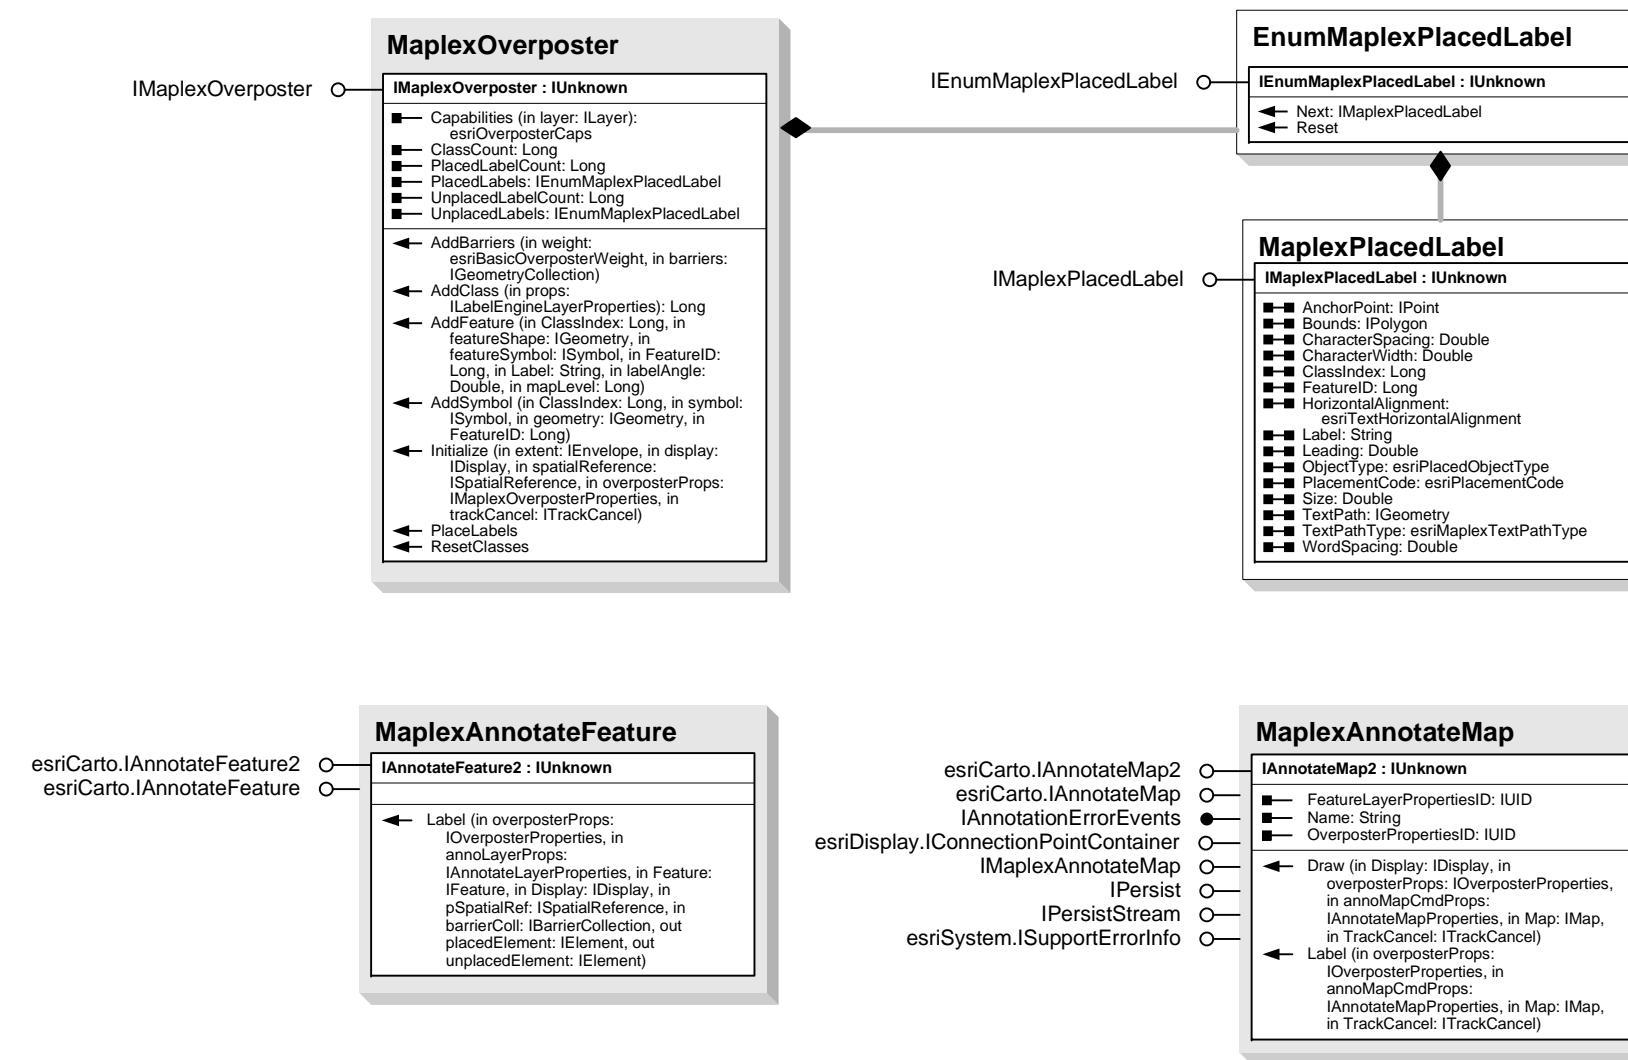 MaplexOverposter
IMaplexOverposter
IMaplexOverposter : IUnknown
Capabilities (in layer: ILayer):
esriOverposterCaps
ClassCount: Long
PlacedLabelCount: Long
PlacedLabels: IEnumMaplexPlacedLabel
UnplacedLabelCount: Long
UnplacedLabels: IEnumMaplexPlacedLabel
AddBarriers (in weight:
esriBasicOverposterWeight, in barriers:
IGeometryCollection)
AddClass (in props:
ILabelEngineLayerProperties): Long
AddFeature (in ClassIndex: Long, in
featureShape: IGeometry, in
featureSymbol: ISymbol, in FeatureID:
Long, in Label: String, in labelAngle:
Double, in mapLevel: Long)
AddSymbol (in ClassIndex: Long, in symbol:
ISymbol, in geometry: IGeometry, in
FeatureID: Long)
Initialize (in extent: IEnvelope, in display:
IDisplay, in spatialReference:
ISpatialReference, in overposterProps:
IMaplexOverposterProperties, in
trackCancel: ITrackCancel)
PlaceLabels
ResetClasses
EnumMaplexPlacedLabel
IEnumMaplexPlacedLabel
IEnumMaplexPlacedLabel : IUnknown
Next: IMaplexPlacedLabel
Reset
MaplexPlacedLabel
IMaplexPlacedLabel
IMaplexPlacedLabel : IUnknown
AnchorPoint: IPoint
Bounds: IPolygon
CharacterSpacing: Double
CharacterWidth: Double
ClassIndex: Long
FeatureID: Long
HorizontalAlignment:
esriTextHorizontalAlignment
Label: String
Leading: Double
ObjectType: esriPlacedObjectType
PlacementCode: esriPlacementCode
Size: Double
TextPath: IGeometry
TextPathType: esriMaplexTextPathType
WordSpacing: Double
MaplexAnnotateFeature
esriCarto.IAnnotateFeature2
esriCarto.IAnnotateFeature
IAnnotateFeature2 : IUnknown
Label (in overposterProps:
IOverposterProperties, in
annoLayerProps:
IAnnotateLayerProperties, in Feature:
IFeature, in Display: IDisplay, in
pSpatialRef: ISpatialReference, in
barrierColl: IBarrierCollection, out
placedElement: IElement, out
unplacedElement: IElement)
MaplexAnnotateMap
esriCarto.IAnnotateMap2
esriCarto.IAnnotateMap
IAnnotationErrorEvents
esriDisplay.IConnectionPointContainer
IMaplexAnnotateMap
IPersist
IPersistStream
esriSystem.ISupportErrorInfo
IAnnotateMap2 : IUnknown
FeatureLayerPropertiesID: IUID
Name: String
OverposterPropertiesID: IUID
Draw (in Display: IDisplay, in
overposterProps: IOverposterProperties,
in annoMapCmdProps:
IAnnotateMapProperties, in Map: IMap,
in TrackCancel: ITrackCancel)
Label (in overposterProps:
IOverposterProperties, in
annoMapCmdProps:
IAnnotateMapProperties, in Map: IMap,
in TrackCancel: ITrackCancel)